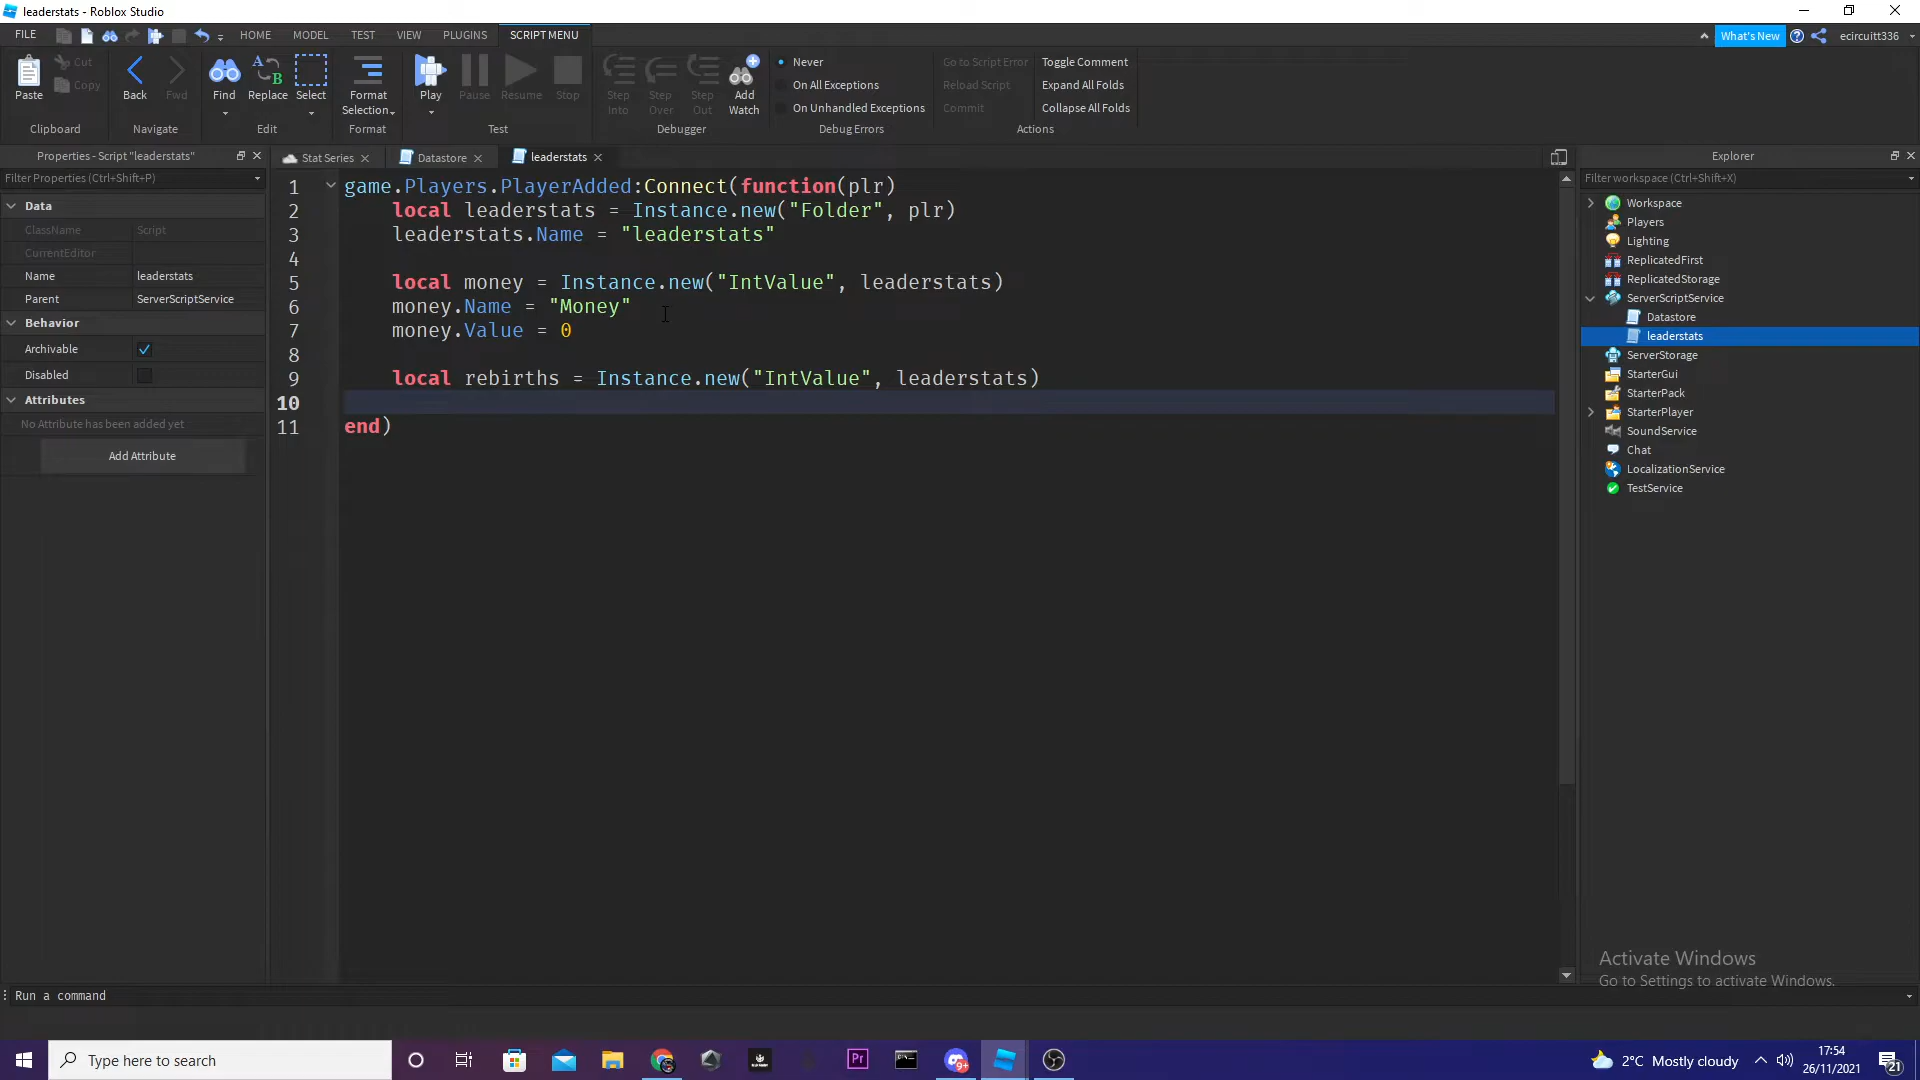 leaderstats - Roblox Studio
FILE HOME MODEL TEST VIEW PLUGINS SCRIPT MENU What's New ecircuitt336
Paste Cut Copy Back Fwd Find Replace Select Format Selection Play Pause Resume Stop Step Into Step Over Step Out Add Watch
Never
On All Exceptions
On Unhandled Exceptions
Go to Script Error
Reload Script
Commit
Toggle Comment
Expand All Folds
Collapse All Folds
Clipboard Navigate Edit Format Test Debugger Debug Errors Actions
Properties - Script "leaderstats"
Filter Properties (Ctrl+Shift+P)
Data
ClassName Script
CurrentEditor
Name leaderstats
Parent ServerScriptService
Behavior
Archivable
Disabled
Attributes
No Attribute has been added yet
Add Attribute
Stat Series Datastore leaderstats
1 game.Players.PlayerAdded:Connect(function(plr)
2 local leaderstats = Instance.new("Folder", plr)
3 leaderstats.Name = "leaderstats"
4
5 local money = Instance.new("IntValue", leaderstats)
6 money.Name = "Money"
7 money.Value = 0
8
9 local rebirths = Instance.new("IntValue", leaderstats)
10
11 end)
Explorer
Filter workspace (Ctrl+Shift+X)
Workspace
Players
Lighting
ReplicatedFirst
ReplicatedStorage
ServerScriptService
Datastore
leaderstats
ServerStorage
StarterGui
StarterPack
StarterPlayer
SoundService
Chat
LocalizationService
TestService
Activate Windows
Go to Settings to activate Windows.
Run a command
Type here to search
Pr
9+
2°C Mostly cloudy
17:54
26/11/2021
21